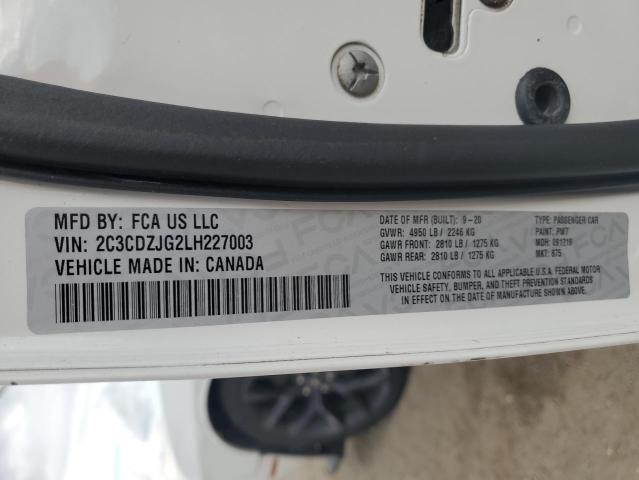 MFD BY: FCA US LLC
VIN: 2C3CDZJG2LH227003
VEHICLE MADE IN: CANADA
DATE OF MFR (BUILT): 9-20
GVWR: 4950 LB / 2246 KG
GAWR FRONT: 2810 LB / 1275 KG
GAWR REAR: 2810 LB / 1275 KG
TYPE: PASSENGER CAR
PAINT: PW7
MDH: 091219
MKT: 875
THIS VEHICLE CONFORMS TO ALL APPLICABLE U.S.A. FEDERAL MOTOR
VEHICLE SAFETY, BUMPER, AND THEFT PREVENTION STANDARDS
IN EFFECT ON THE DATE OF MANUFACTURE SHOWN ABOVE.